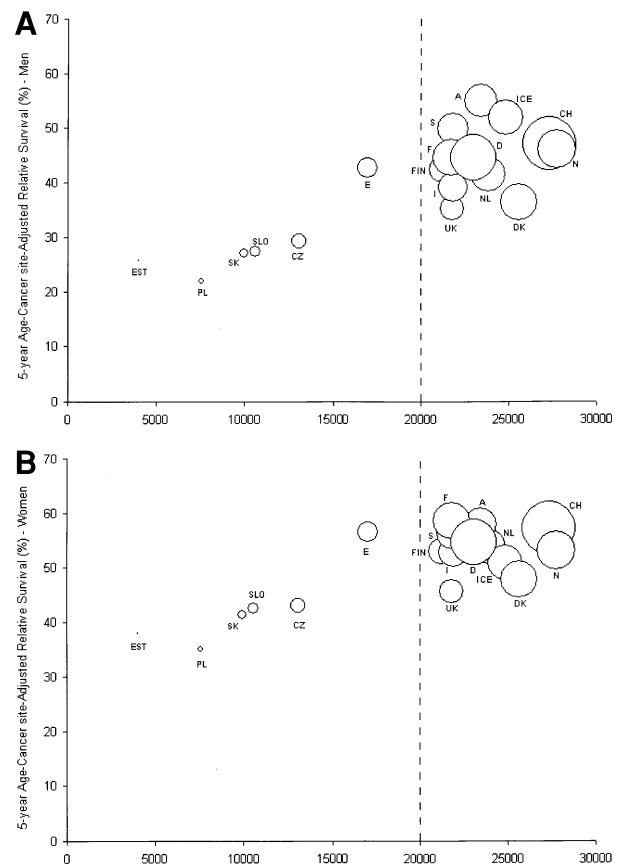 A
70
60
50
40
30
20
10
0
5-year Age-Cancer site-Adjusted Relative Survival (%) - Men
A
ICE
CH
S
F
D
N
FIN
I
NL
E
UK
DK
SLO
SK
CZ
EST
PL
0 5000 10000 15000 20000 25000 30000
B
70
60
50
40
30
20
10
0
5-year Age-Cancer site-Adjusted Relative Survival (%) - Women
F
A
CH
S
NL
FIN
E
I
D
ICE
N
UK
DK
SLO
SK
CZ
EST
PL
0 5000 10000 15000 20000 25000 30000